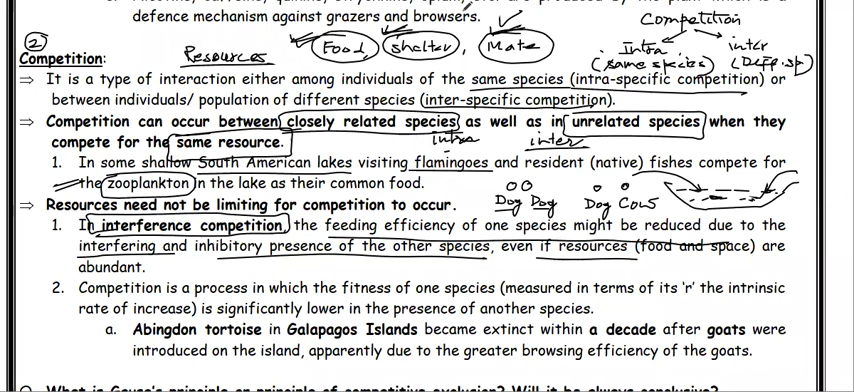 defence mechanism against grazers and browsers.
Competition
②
Competition:
Resources
Food, shelter, Mate
Intra
(same species)
inter
(Diff. sp)
⇒ It is a type of interaction either among individuals of the same species (intra-specific competition) or
between individuals/ population of different species (inter-specific competition).
⇒ Competition can occur between closely related species as well as in unrelated species when they
compete for the same resource.
intra
inter
1. In some shallow South American lakes visiting flamingoes and resident (native) fishes compete for
the zooplankton in the lake as their common food.
Dog Dog
Dog Cow
⇒ Resources need not be limiting for competition to occur.
1. In interference competition, the feeding efficiency of one species might be reduced due to the
interfering and inhibitory presence of the other species, even if resources (food and space) are
abundant.
2. Competition is a process in which the fitness of one species (measured in terms of its ‘r’ the intrinsic
rate of increase) is significantly lower in the presence of another species.
a. Abingdon tortoise in Galapagos Islands became extinct within a decade after goats were
introduced on the island, apparently due to the greater browsing efficiency of the goats.